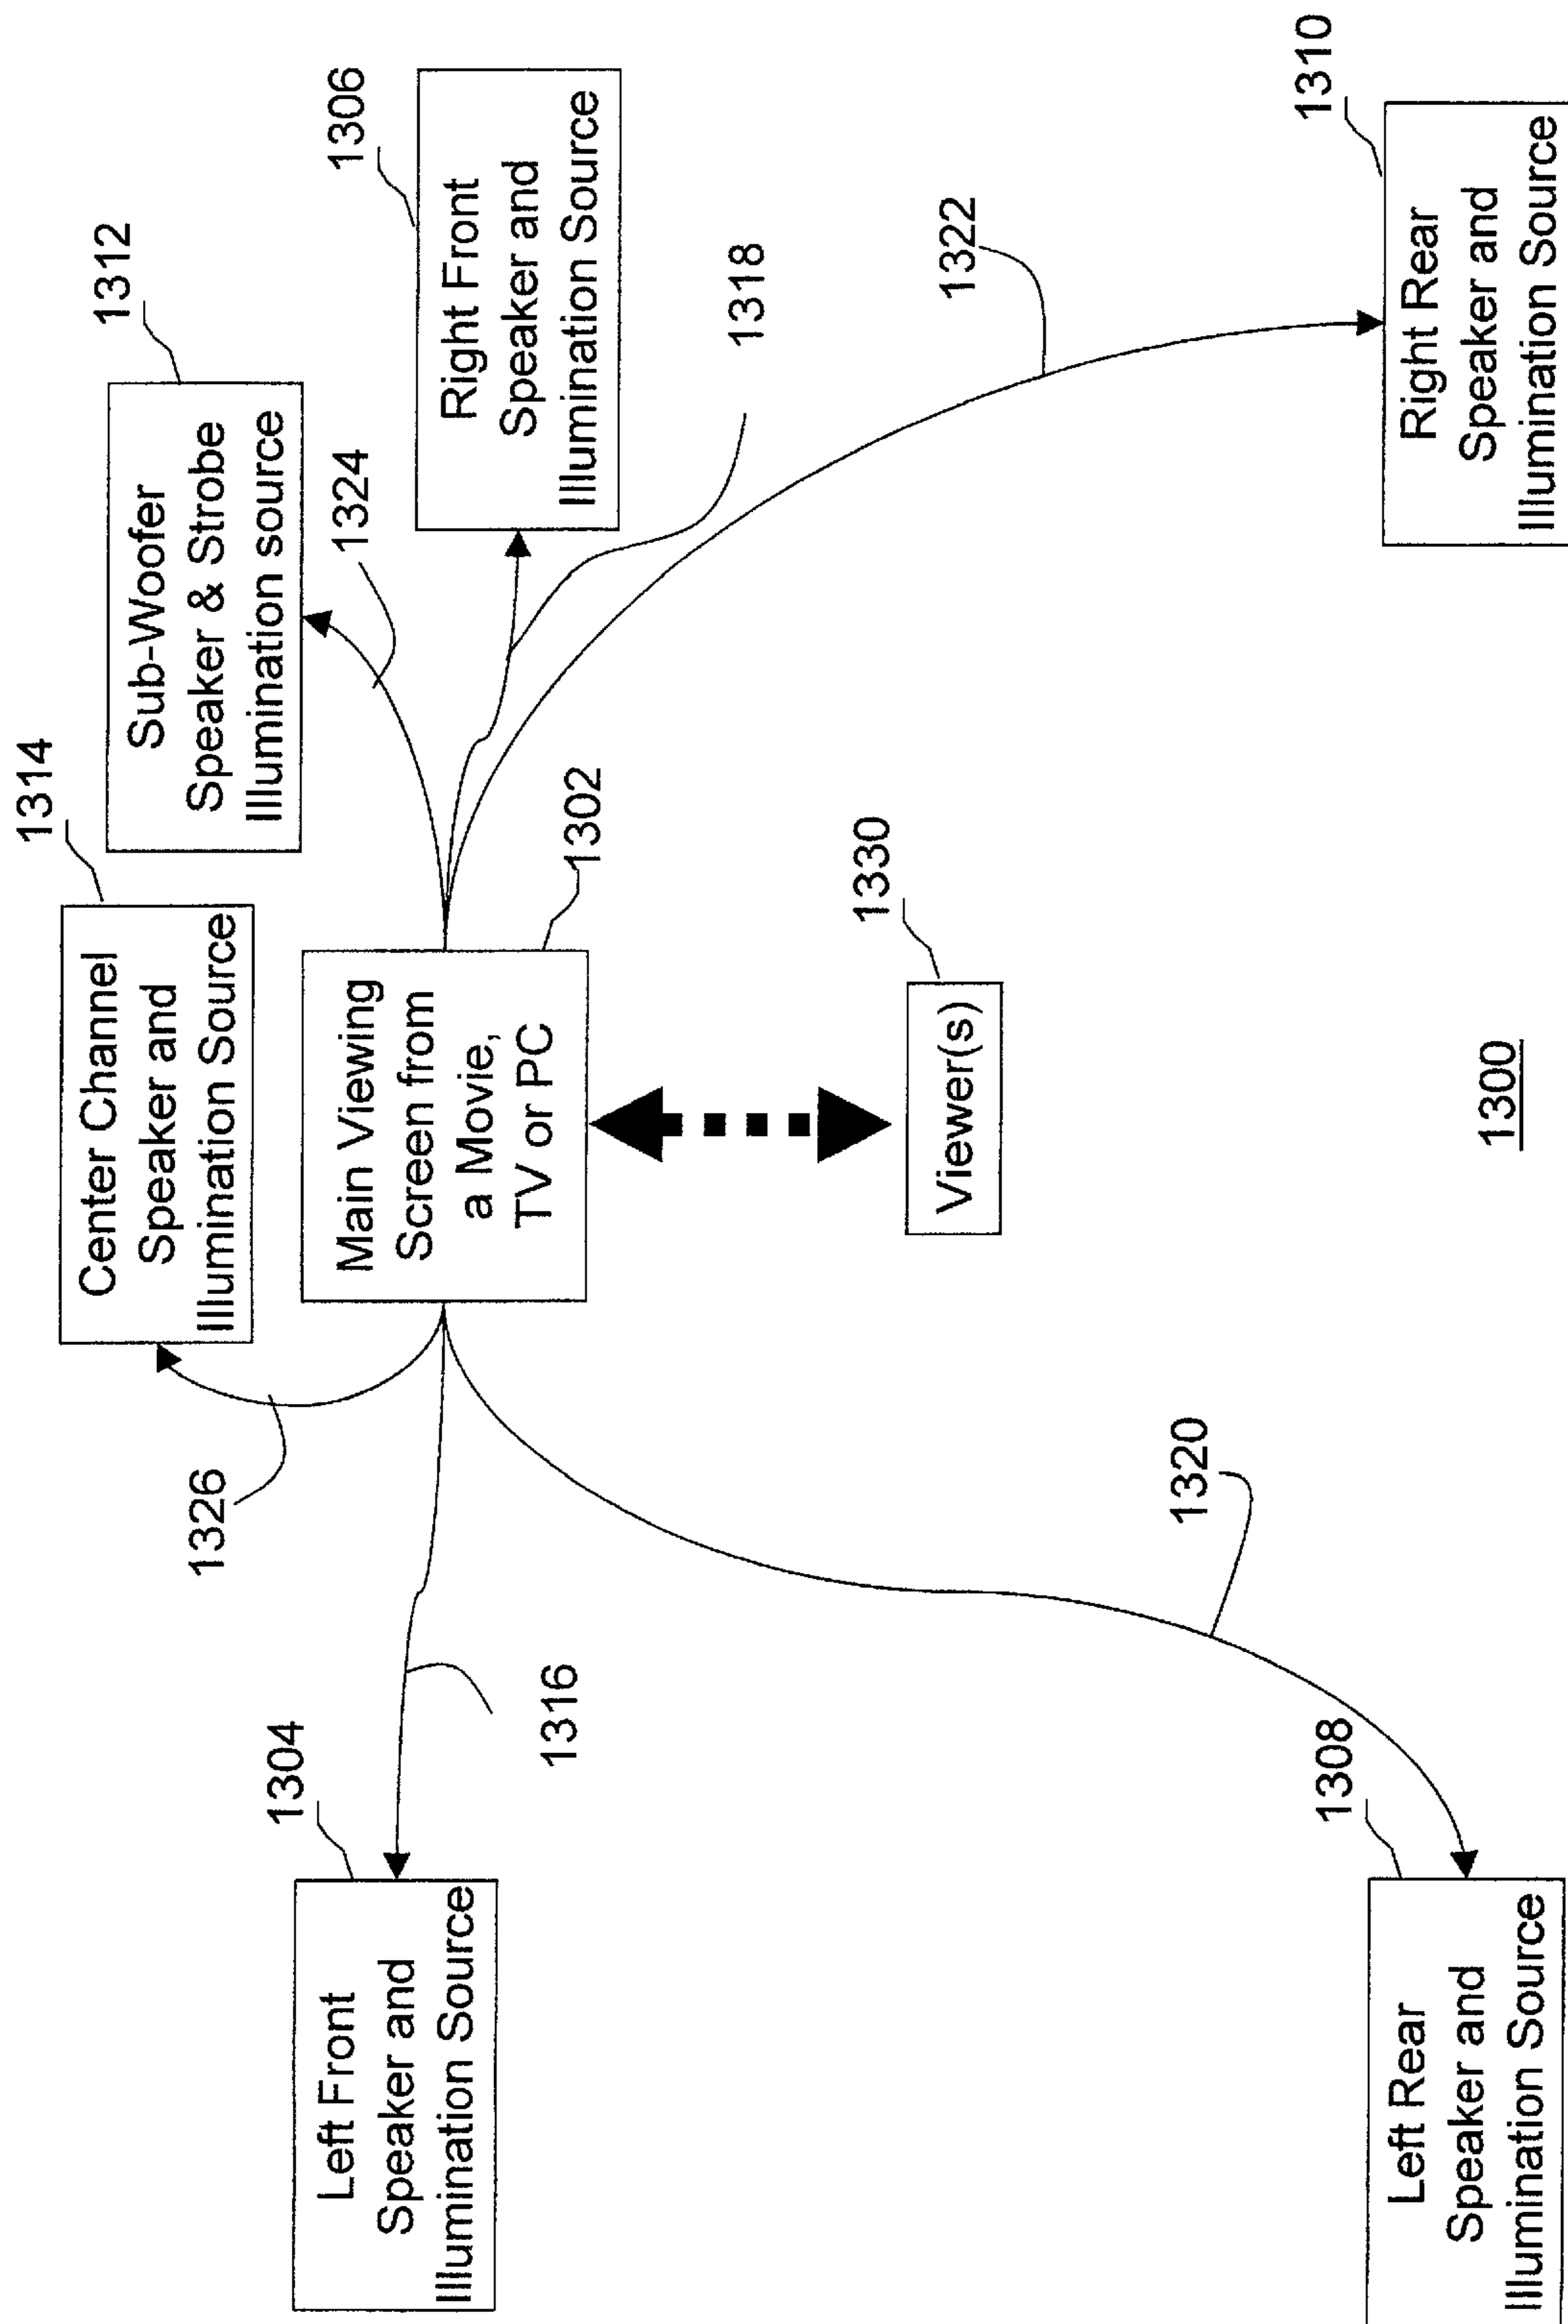 1314
Center Channel
Speaker and
Illumination Source
1312
Sub-Woofer
Speaker & Strobe
Illumination source
1326
1324
1304
Left Front
Speaker and
Illumination Source
1316
Main Viewing
Screen from
a Movie,
TV or PC
1302
1306
Right Front
Speaker and
Illumination Source
1318
1330
Viewer(s)
1322
1320
1308
Left Rear
Speaker and
Illumination Source
1310
Right Rear
Speaker and
Illumination Source
1300